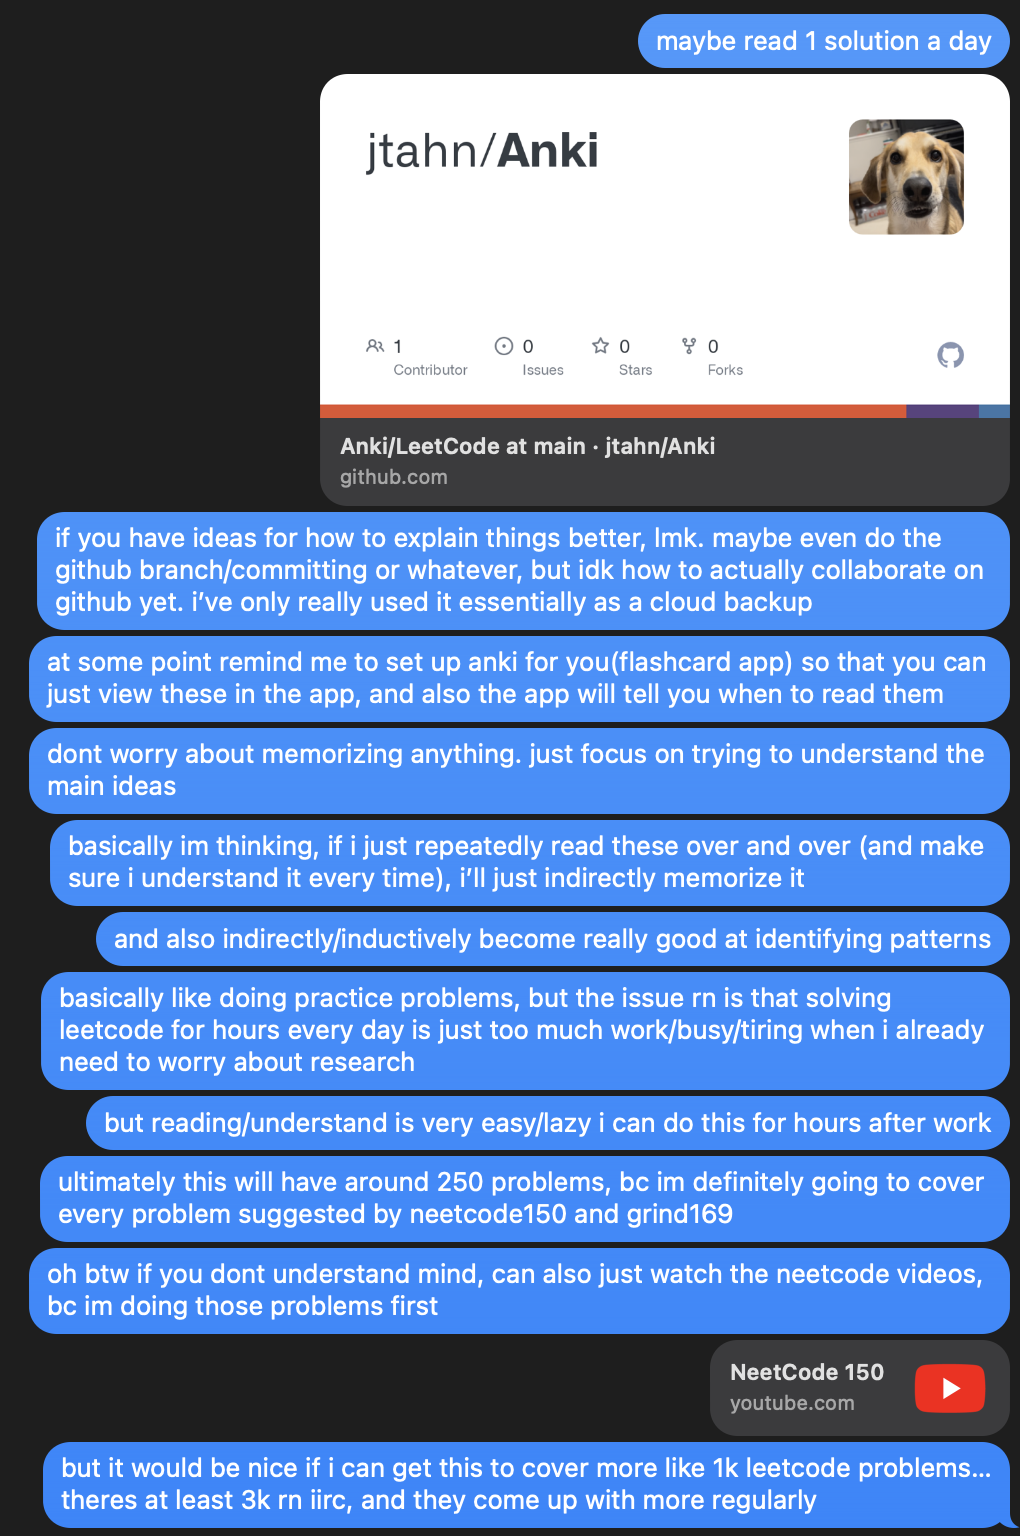 maybe read 1 solution a day
jtahn/Anki
1
Contributor
0
Issues
0
Stars
0
Forks
Anki/LeetCode at main · jtahn/Anki
github.com
if you have ideas for how to explain things better, lmk. maybe even do the
github branch/committing or whatever, but idk how to actually collaborate on
github yet. i’ve only really used it essentially as a cloud backup
at some point remind me to set up anki for you(flashcard app) so that you can
just view these in the app, and also the app will tell you when to read them
dont worry about memorizing anything. just focus on trying to understand the
main ideas
basically im thinking, if i just repeatedly read these over and over (and make
sure i understand it every time), i’ll just indirectly memorize it
and also indirectly/inductively become really good at identifying patterns
basically like doing practice problems, but the issue rn is that solving
leetcode for hours every day is just too much work/busy/tiring when i already
need to worry about research
but reading/understand is very easy/lazy i can do this for hours after work
ultimately this will have around 250 problems, bc im definitely going to cover
every problem suggested by neetcode150 and grind169
oh btw if you dont understand mind, can also just watch the neetcode videos,
bc im doing those problems first
NeetCode 150
youtube.com
but it would be nice if i can get this to cover more like 1k leetcode problems...
theres at least 3k rn iirc, and they come up with more regularly